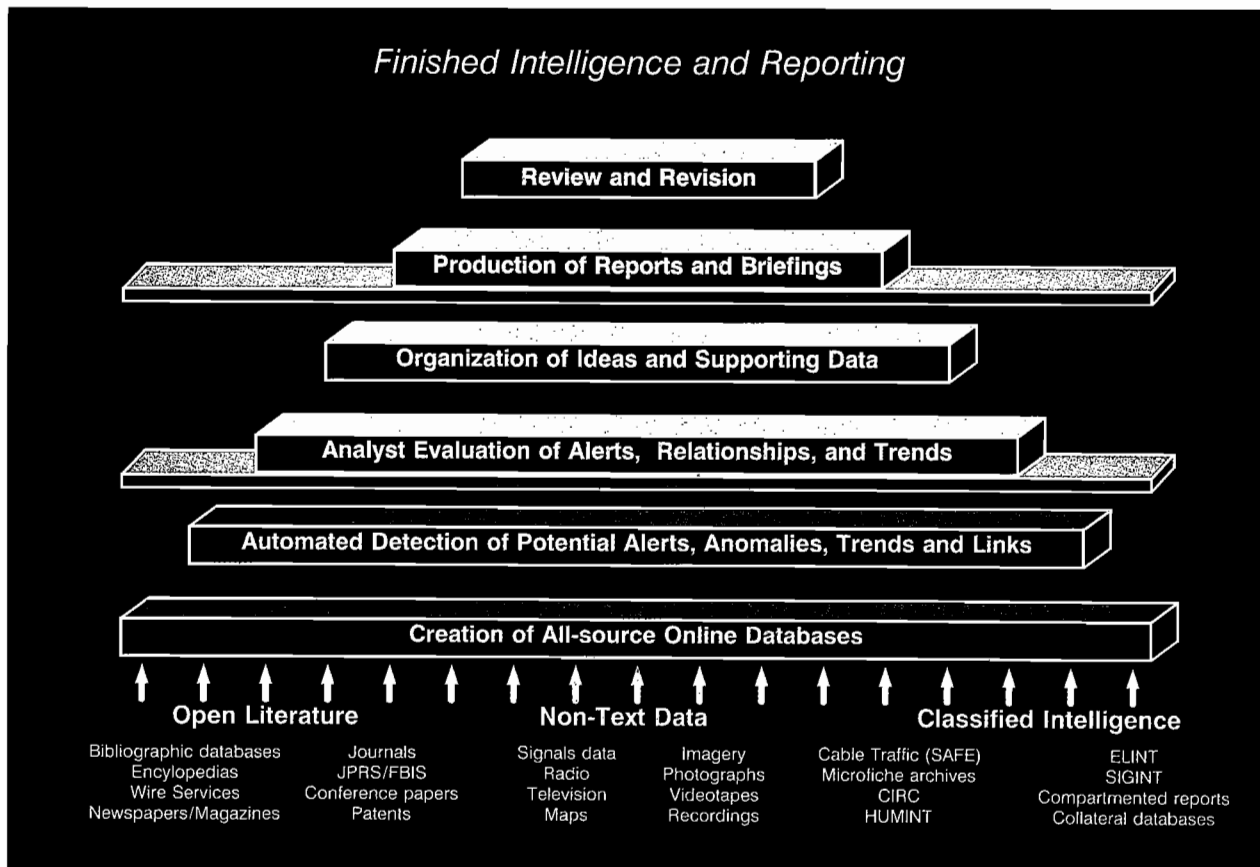 Finished Intelligence and Reporting
Review and Revision
Production of Reports and Briefings
Organization of Ideas and Supporting Data
Analyst Evaluation of Alerts, Relationships, and Trends
Automated Detection of Potential Alerts, Anomalies, Trends and Links
Creation of All-source Online Databases
Open Literature
Bibliographic databases
Encylopedias
Wire Services
Newspapers/Magazines
Journals
JPRS/FBIS
Conference papers
Patents
Non-Text Data
Signals data
Radio
Television
Maps
Imagery
Photographs
Videotapes
Recordings
Classified Intelligence
Cable Traffic (SAFE)
Microfiche archives
CIRC
HUMINT
ELINT
SIGINT
Compartmented reports
Collateral databases